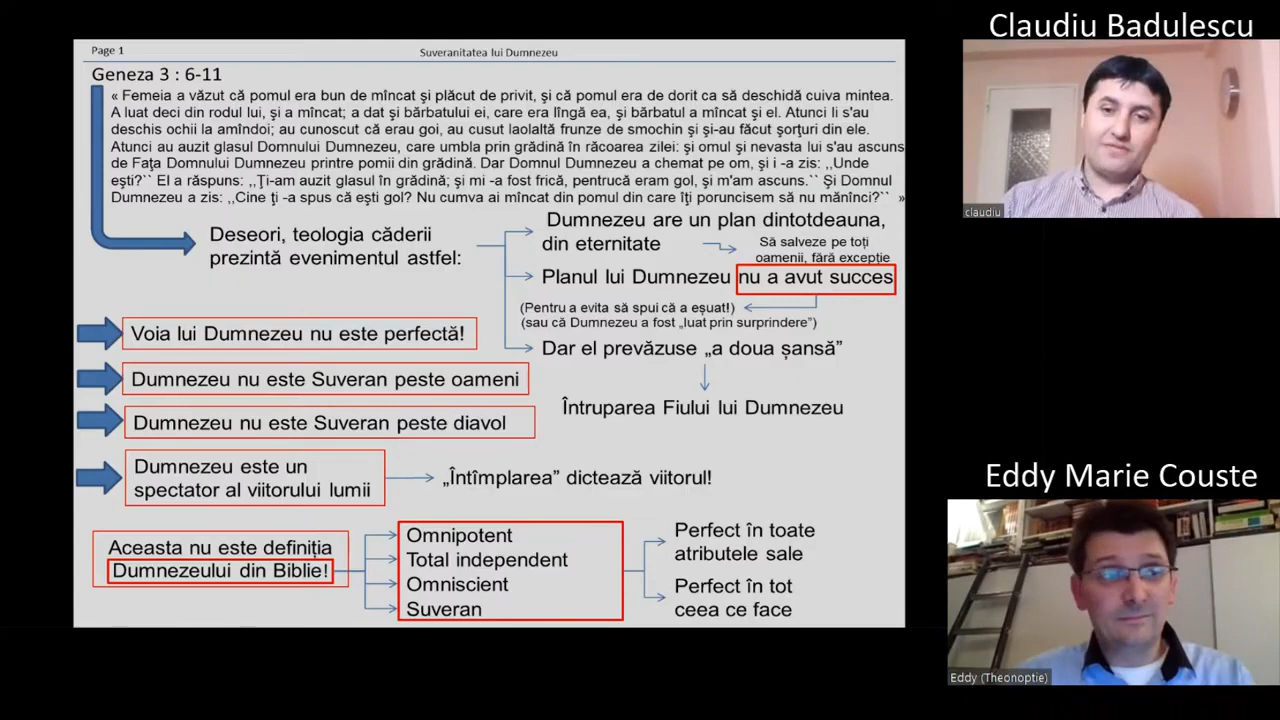 Claudiu Badulescu
Page 1
Suveranitatea lui Dumnezeu
Geneza 3 : 6-11
« Femeia a văzut că pomul era bun de mîncat şi plăcut de privit, şi că pomul era de dorit ca să deschidă cuiva mintea.
A luat deci din rodul lui, şi a mîncat; a dat şi bărbatului ei, care era lîngă ea, şi bărbatul a mîncat şi el. Atunci li s'au
deschis ochii la amîndoi; au cunoscut că erau goi, au cusut laolaltă frunze de smochin şi şi-au făcut şorţuri din ele.
Atunci au auzit glasul Domnului Dumnezeu, care umbla prin grădină în răcoarea zilei: şi omul şi nevasta lui s'au ascuns
de Faţa Domnului Dumnezeu printre pomii din grădină. Dar Domnul Dumnezeu a chemat pe om, şi i -a zis: ,,Unde
eşti?`` El a răspuns: ,,Ţi-am auzit glasul în grădină; şi mi -a fost frică, pentrucă eram gol, şi m'am ascuns.`` Şi Domnul
Dumnezeu a zis: ,,Cine ţi -a spus că eşti gol? Nu cumva ai mîncat din pomul din care îţi poruncisem să nu mănînci?`` »
Deseori, teologia căderii
prezintă evenimentul astfel:
Dumnezeu are un plan dintotdeauna,
din eternitate
Să salveze pe toți
oamenii, fără excepție
Planul lui Dumnezeu nu a avut succes
(Pentru a evita să spui că a eșuat!)
(sau că Dumnezeu a fost „luat prin surprindere”)
Dar el prevăzuse „a doua șansă”
Întruparea Fiului lui Dumnezeu
Voia lui Dumnezeu nu este perfectă!
Dumnezeu nu este Suveran peste oameni
Dumnezeu nu este Suveran peste diavol
Dumnezeu este un
spectator al viitorului lumii
„Întîmplarea” dictează viitorul!
Aceasta nu este definiția
Dumnezeului din Biblie!
Omnipotent
Total independent
Omniscient
Suveran
Perfect în toate
atributele sale
Perfect în tot
ceea ce face
claudiu
Eddy Marie Couste
Eddy (Theonoptie)